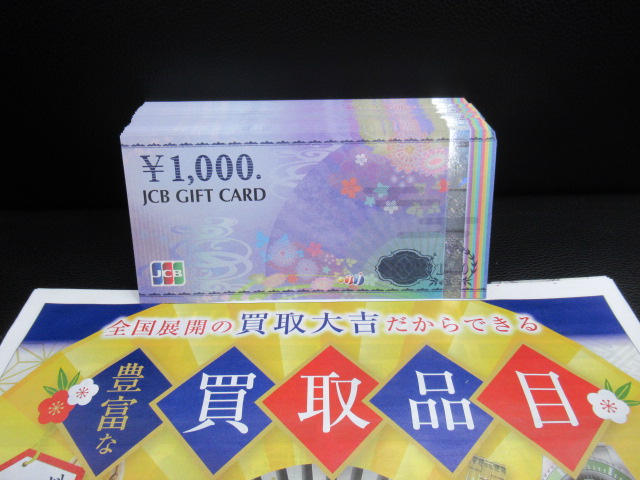 ¥1,000.
JCB GIFT CARD
JCB
全国展開の買取大吉だからできる
豊富な
買取品目